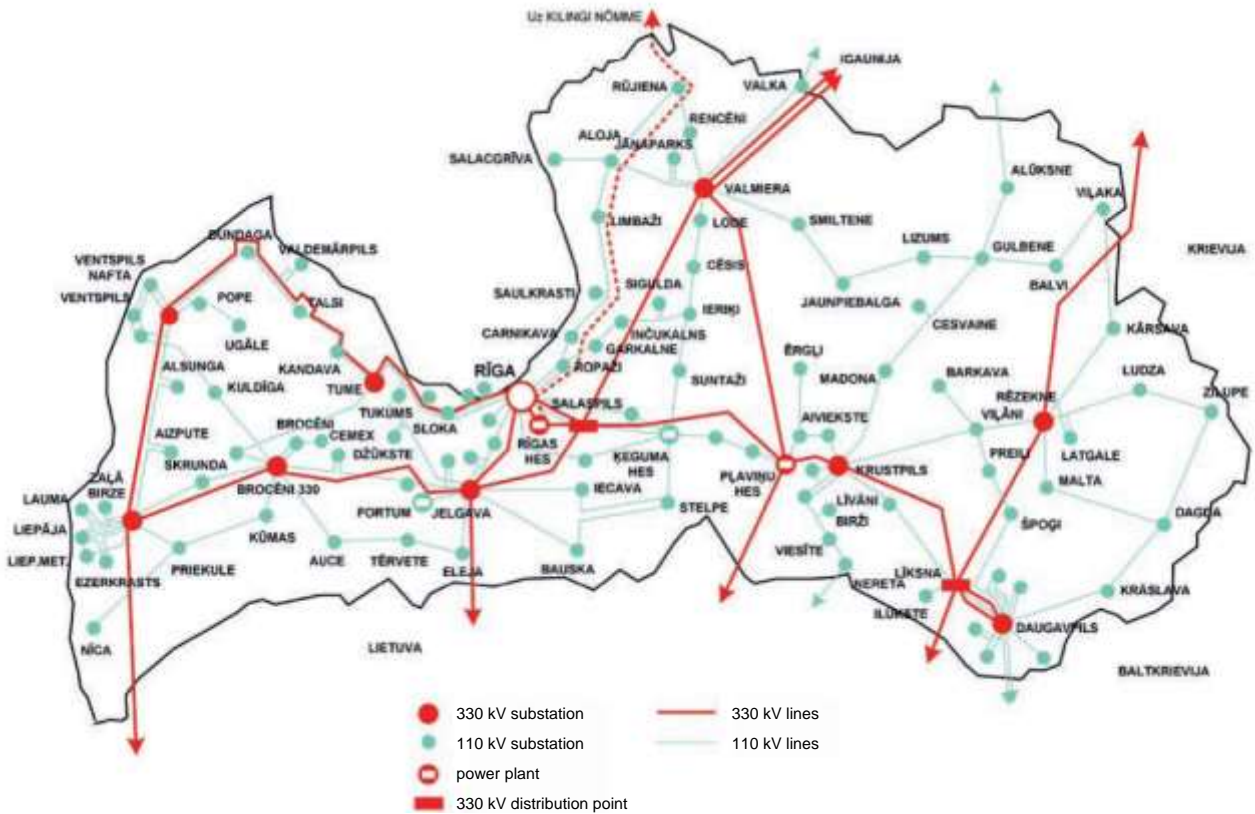 Uz KILINGI NÕMME
IGAUNIJA
RŪJIENA
VALKA
RENCĒNI
ALOJA
JĀNAPARKS
SALACGRĪVA
VALMIERA
ALŪKSNE
VIĻAKA
LIMBAŽI
LODE
SMILTENE
LIZUMS
GULBENE
KRIEVIJA
DUNDAGA
VALDEMĀRPILS
VENTSPILS
NAFTA
VENTSPILS
POPE
TALSI
CĒSIS
SIGULDA
BALVI
SAULKRASTI
IERIĶI
JAUNPIEBALGA
UGĀLE
CARNIKAVA
INČUKALNS
GARKALNE
CESVAINE
KĀRSAVA
ALSUNGA
KANDAVA
KULDĪGA
TUME
RĪGA
ROPAŽI
SUNTAŽI
ĒRGĻI
MADONA
BARKAVA
LUDZA
RĒZEKNE
ZILUPE
TUKUMS
SALASPILS
VIĻĀNI
AIZPUTE
BROCĒNI
CEMEX
SLOKA
AIVIEKSTE
SKRUNDA
DŽŪKSTE
RĪGAS
HES
ĶEGUMA
HES
PREIĻI
LATGALE
ZAĻĀ
BIRZE
LAUMA
BROCĒNI 330
PĻAVIŅU
HES
KRUSTPILS
MALTA
LIEPĀJA
FORTUM
JELGAVA
IECAVA
STELPE
LĪVĀNI
BIRŽI
DAGDA
LIEP.MET.
KŪMAS
ŠPOĢI
EZERKRASTS
PRIEKULE
AUCE
TĒRVETE
ELEJA
BAUSKA
VIESĪTE
LĪKSNA
NERETA
ILŪKSTE
KRĀSLAVA
NĪCA
LIETUVA
DAUGAVPILS
BALTKRIEVIJA
330 kV substation
330 kV lines
110 kV substation
110 kV lines
power plant
330 kV distribution point